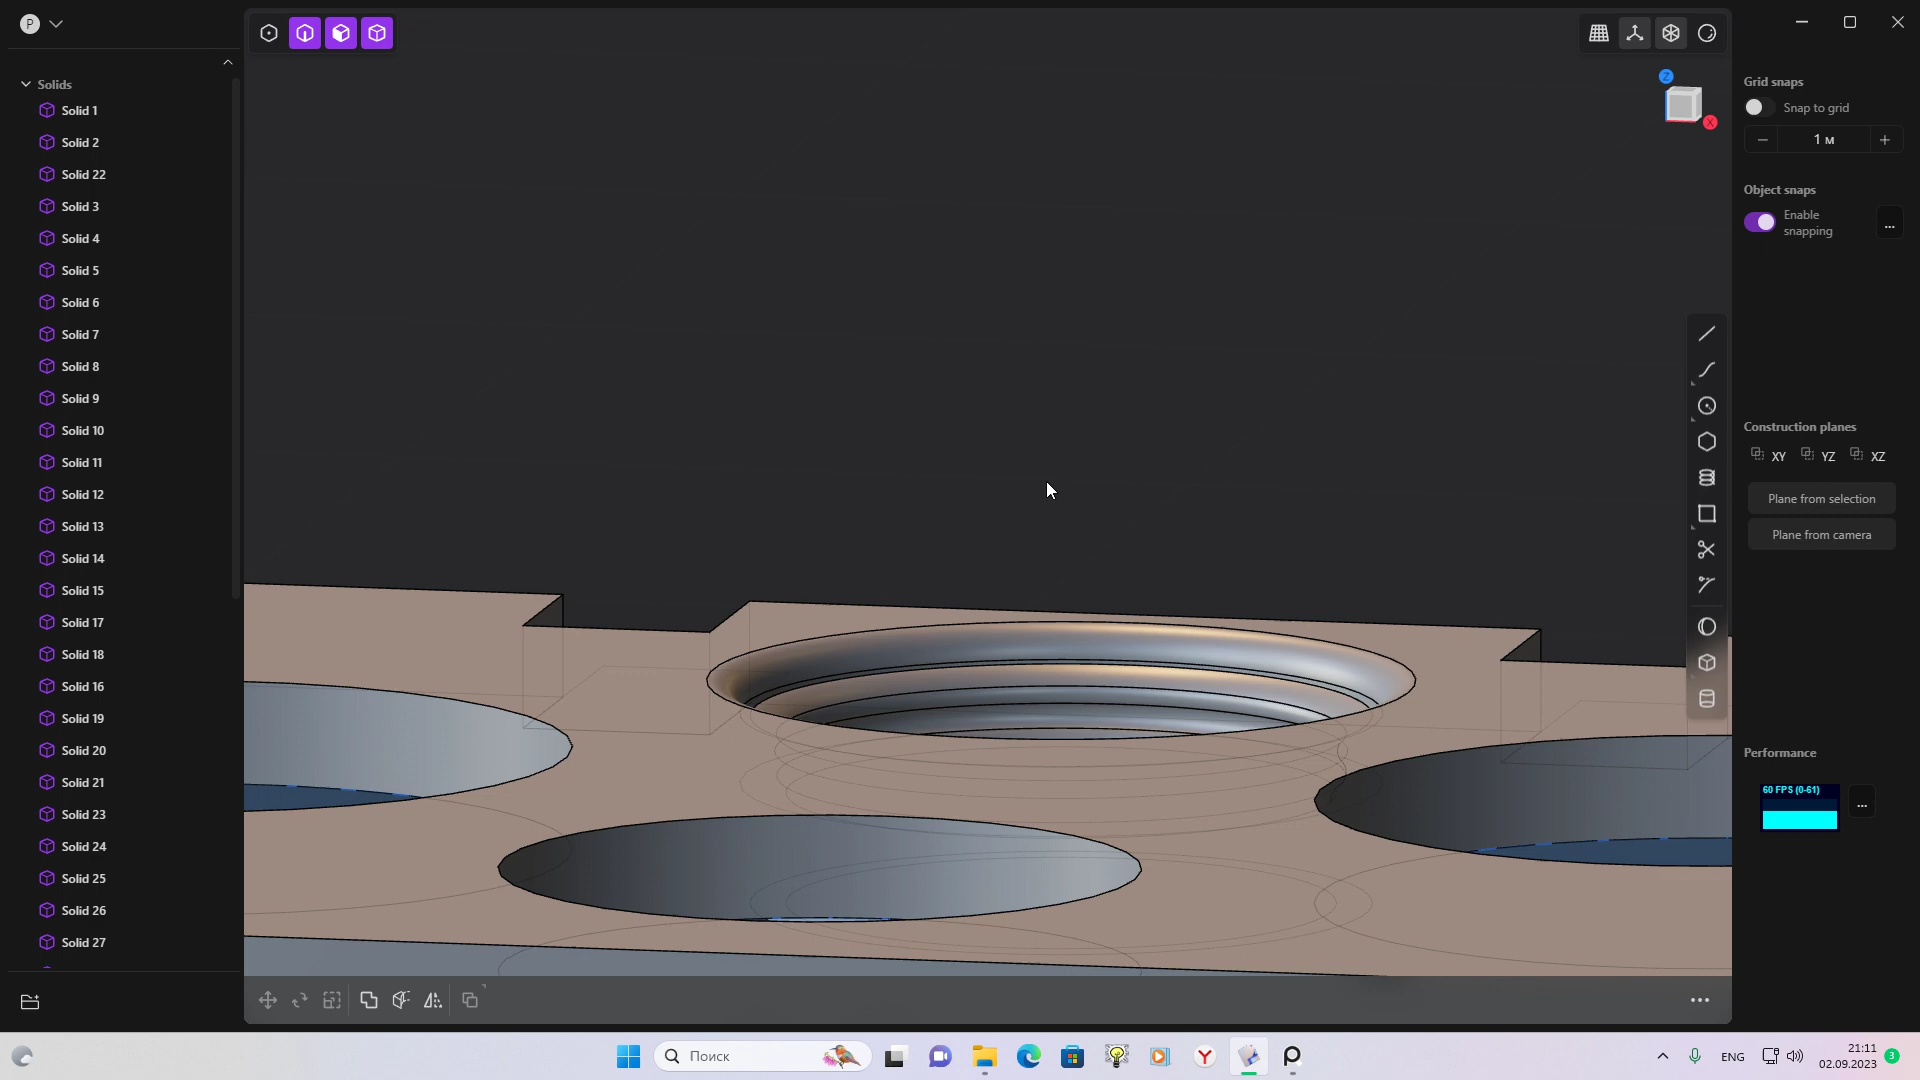 P
Solids
Solid 1
Solid 2
Solid 22
Solid 3
Solid 4
Solid 5
Solid 6
Solid 7
Solid 8
Solid 9
Solid 10
Solid 11
Solid 12
Solid 13
Solid 14
Solid 15
Solid 17
Solid 18
Solid 16
Solid 19
Solid 20
Solid 21
Solid 23
Solid 24
Solid 25
Solid 26
Solid 27
Z
X
Grid snaps
Snap to grid
1 м
Object snaps
Enable
snapping
...
Construction planes
XY YZ XZ
Plane from selection
Plane from camera
Performance
60 FPS (0-61)
...
Поиск
ENG
21:11
02.09.2023
3